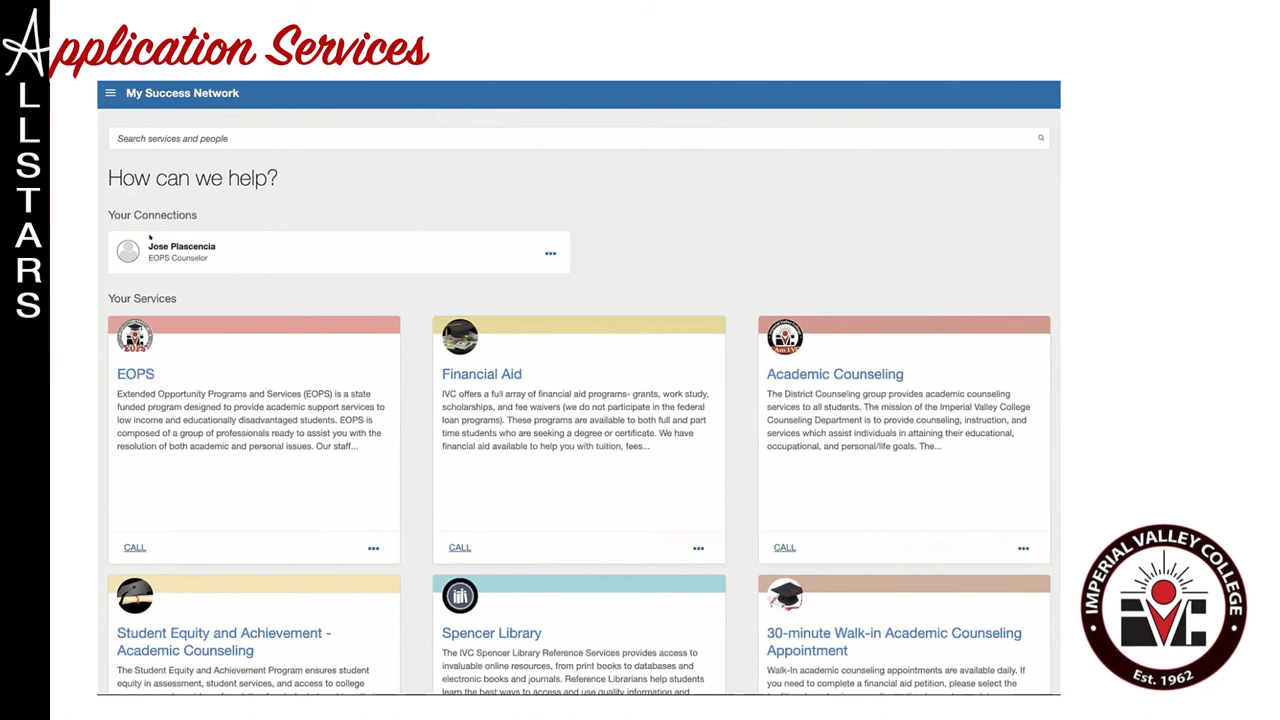 Application Services
ALLSTARS
My Success Network
Search services and people
How can we help?
Your Connections
Jose Plascencia
EOPS Counselor
Your Services
EOPS
EOPS
Extended Opportunity Programs and Services (EOPS) is a state
funded program designed to provide academic support services to
low income and educationally disadvantaged students. EOPS is
composed of a group of professionals ready to assist you with the
resolution of both academic and personal issues. Our staff...
CALL
Financial Aid
IVC offers a full array of financial aid programs- grants, work study,
scholarships, and fee waivers (we do not participate in the federal
loan programs). These programs are available to both full and part
time students who are seeking a degree or certificate. We have
financial aid available to help you with tuition, fees...
CALL
Academic Counseling
The District Counseling group provides academic counseling
services to all students. The mission of the Imperial Valley College
Counseling Department is to provide counseling, instruction, and
services which assist individuals in attaining their educational,
occupational, and personal/life goals. The...
CALL
Student Equity and Achievement -
Academic Counseling
The Student Equity and Achievement Program ensures student
equity in assessment, student services, and access to college
Spencer Library
The IVC Spencer Library Reference Services provides access to
invaluable online resources, from print books to databases and
electronic books and journals. Reference Librarians help students
learn the best ways to access and use quality information and
30-minute Walk-in Academic Counseling
Appointment
Walk-In academic counseling appointments are available daily. If
you need to complete a financial aid petition, please select the
IMPERIAL VALLEY COLLEGE
IVC
Est. 1962